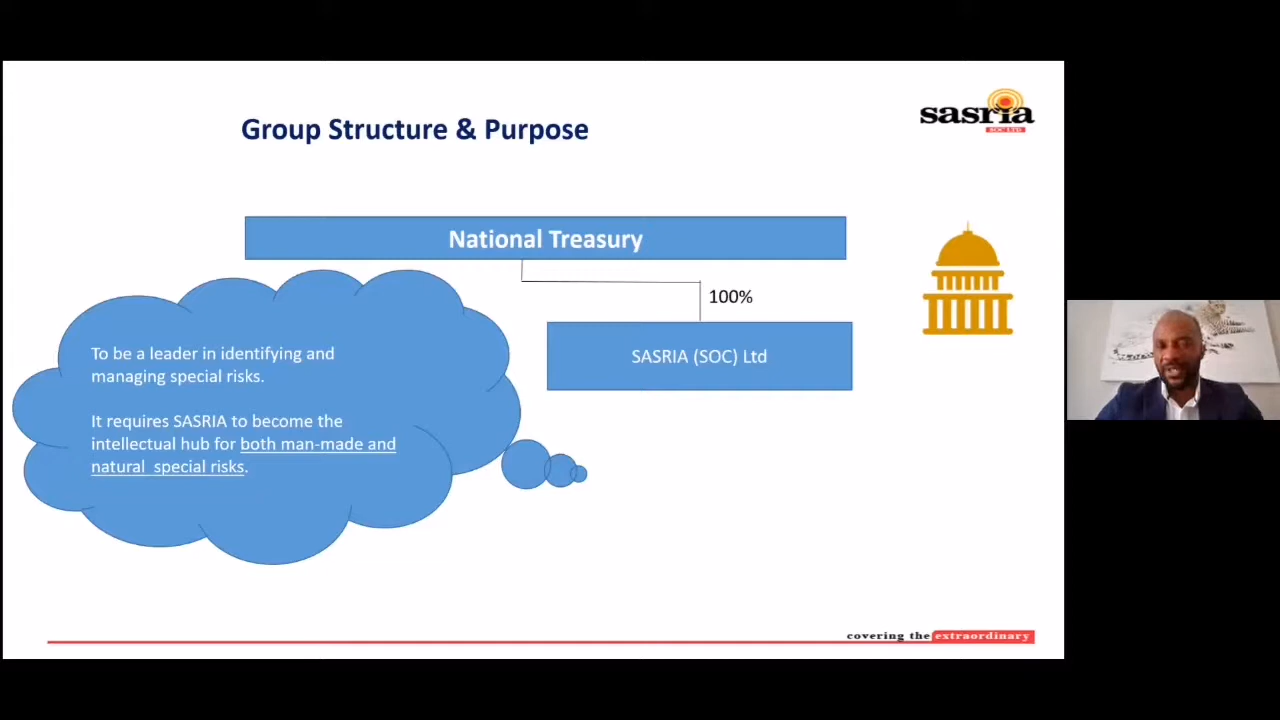 sasria
SOC LTD
Group Structure & Purpose
National Treasury
100%
SASRIA (SOC) Ltd
To be a leader in identifying and
managing special risks.
It requires SASRIA to become the
intellectual hub for both man-made and
natural special risks.
covering the extraordinary